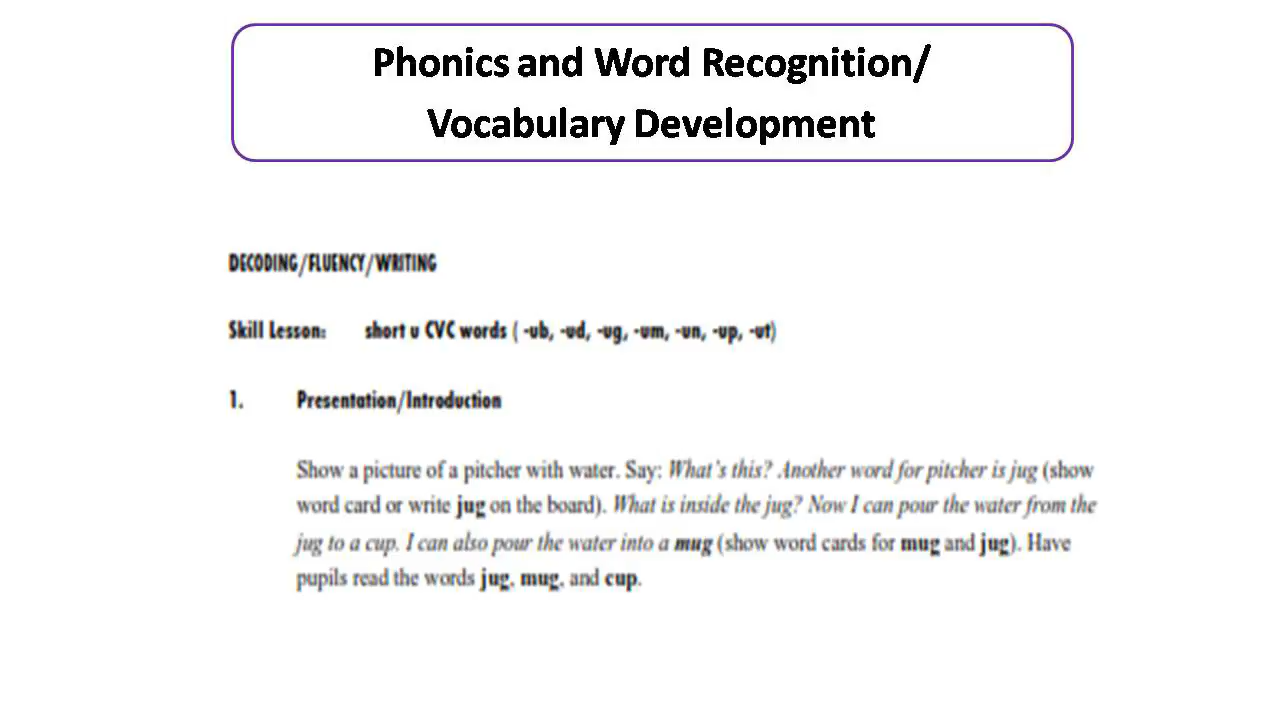 Phonics and Word Recognition/
Vocabulary Development
DECODING/FLUENCY/WRITING
Skill Lesson: short u CVC words ( -ub, -ud, -ug, -um, -un, -up, -ut)
1. Presentation/Introduction
Show a picture of a pitcher with water. Say: What's this? Another word for pitcher is jug (show
word card or write jug on the board). What is inside the jug? Now I can pour the water from the
jug to a cup. I can also pour the water into a mug (show word cards for mug and jug). Have
pupils read the words jug, mug, and cup.